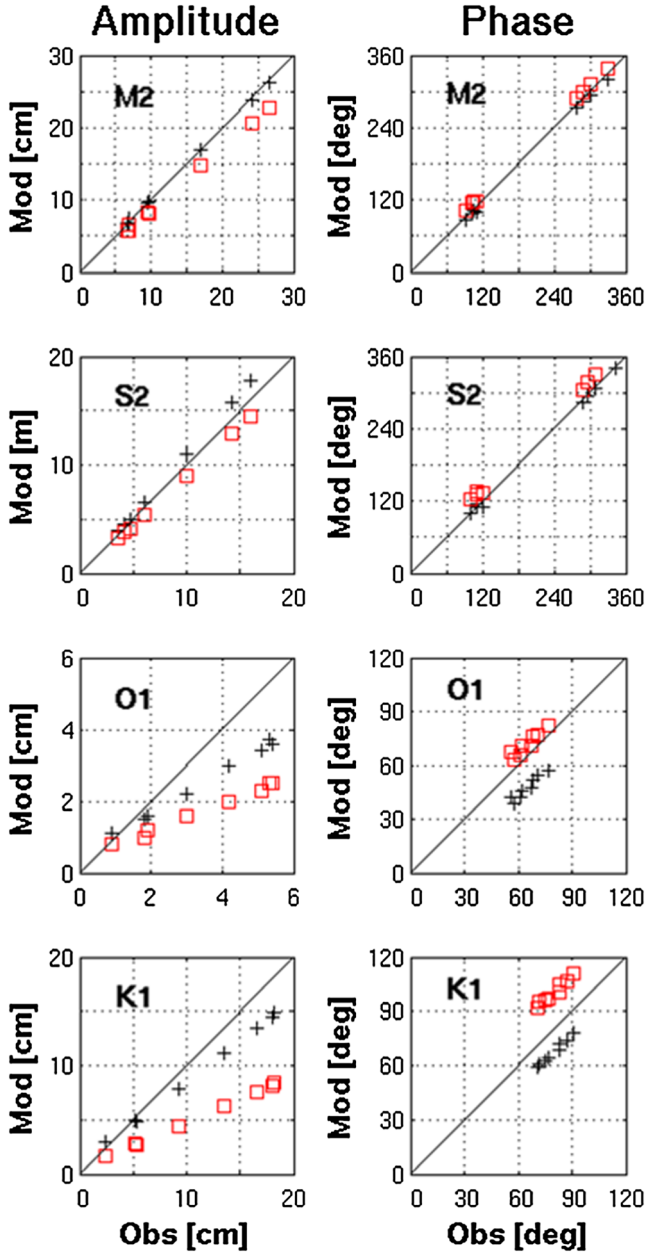 Amplitude Phase
30
20
10
0
M2
Mod [cm]
0 10 20 30
360
240
120
0
M2
Mod [deg]
0 120 240 360
20
10
0
S2
Mod [m]
0 10 20
360
240
120
0
S2
Mod [deg]
0 120 240 360
6
4
2
0
O1
Mod [cm]
0 2 4 6
120
90
60
30
0
O1
Mod [deg]
0 30 60 90 120
20
10
0
K1
Mod [cm]
0 10 20
Obs [cm]
120
90
60
30
0
K1
Mod [deg]
0 30 60 90 120
Obs [deg]